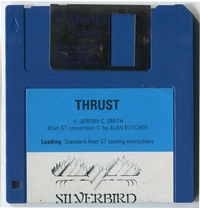 THRUST
© JEREMY C. SMITH
Atari ST conversion © by ALAN BUTCHER
Loading: Standard Atari ST loading instructions
SILVERBIRD